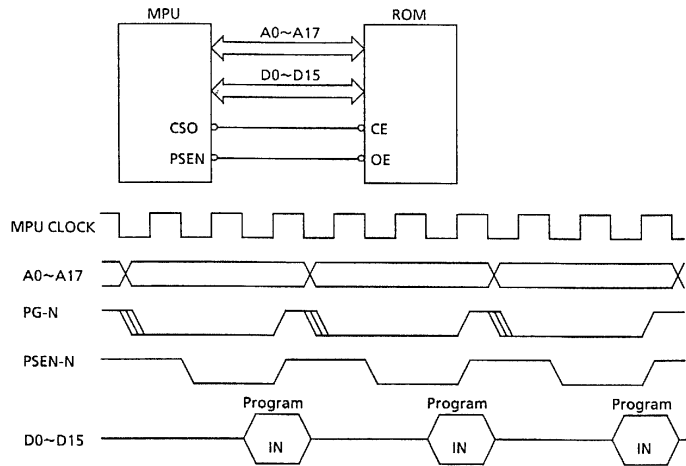 MPU
ROM
A0~A17
D0~D15
CSO
CE
PSEN
OE
MPU CLOCK
A0~A17
PG-N
PSEN-N
Program
Program
Program
D0~D15
IN
IN
IN